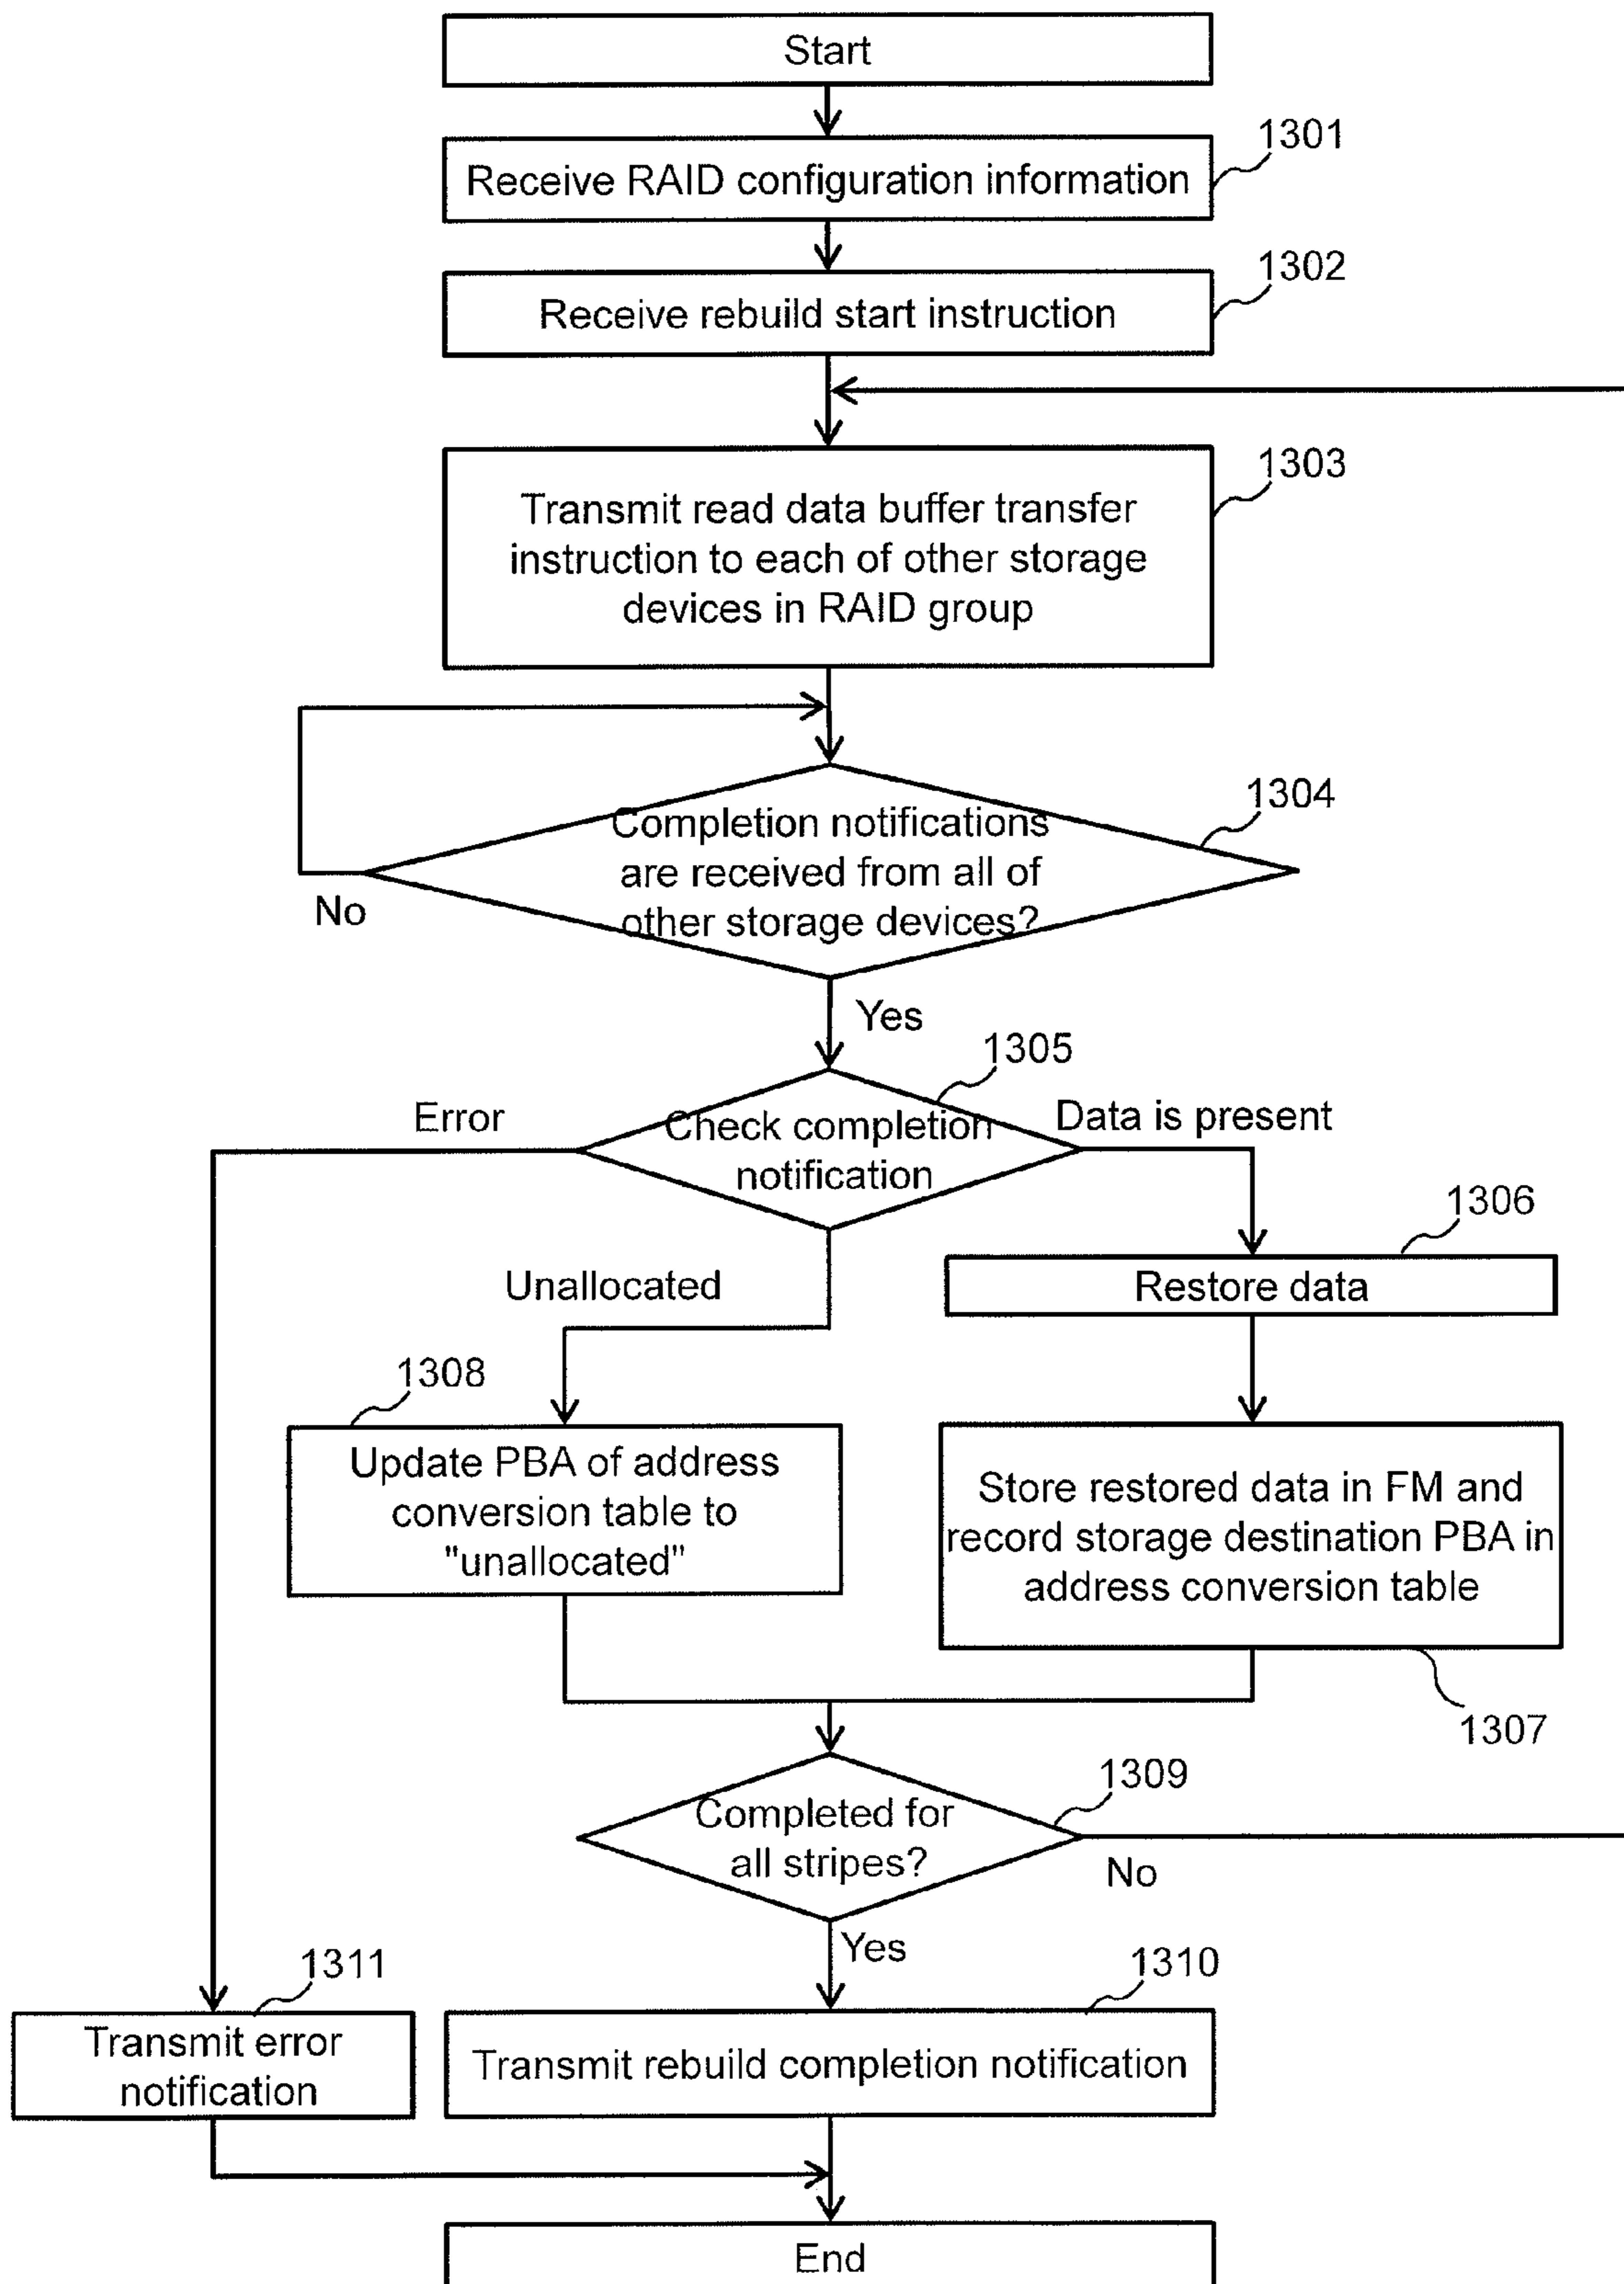 Start
1301
Receive RAID configuration information
1302
Receive rebuild start instruction
1303
Transmit read data buffer transfer
instruction to each of other storage
devices in RAID group
1304
Completion notifications
are received from all of
other storage devices?
No
Yes
1305
Error
Check completion
notification
Data is present
1306
Unallocated
Restore data
1308
Update PBA of address
conversion table to
"unallocated"
Store restored data in FM and
record storage destination PBA in
address conversion table
1307
1309
Completed for
all stripes?
No
Yes
1311
1310
Transmit error
notification
Transmit rebuild completion notification
End